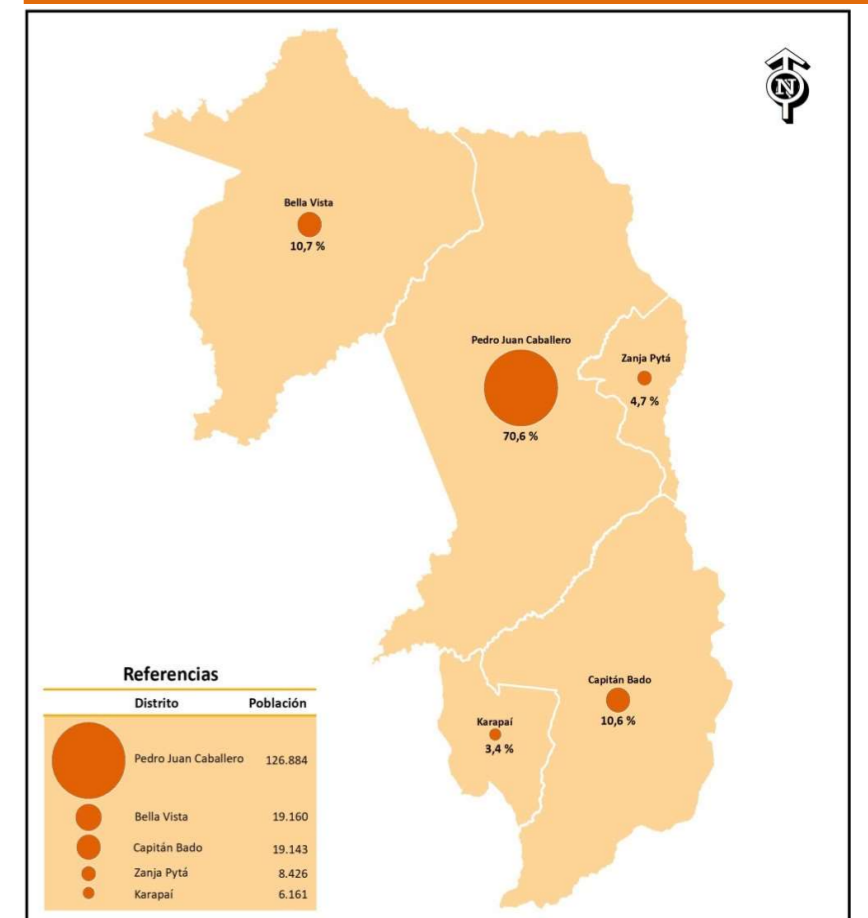 N
Bella Vista
10,7 %
Pedro Juan Caballero
70,6 %
Zanja Pytá
4,7 %
Capitán Bado
10,6 %
Karapaí
3,4 %
Referencias
Distrito Población
Pedro Juan Caballero 126.884
Bella Vista 19.160
Capitán Bado 19.143
Zanja Pytá 8.426
Karapaí 6.161